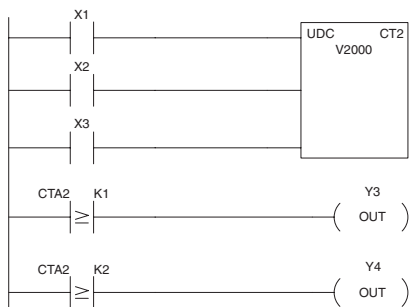 X1
UDC CT2
V2000
X2
X3
CTA2 K1
≥
Y3
OUT
CTA2 K2
≥
Y4
OUT